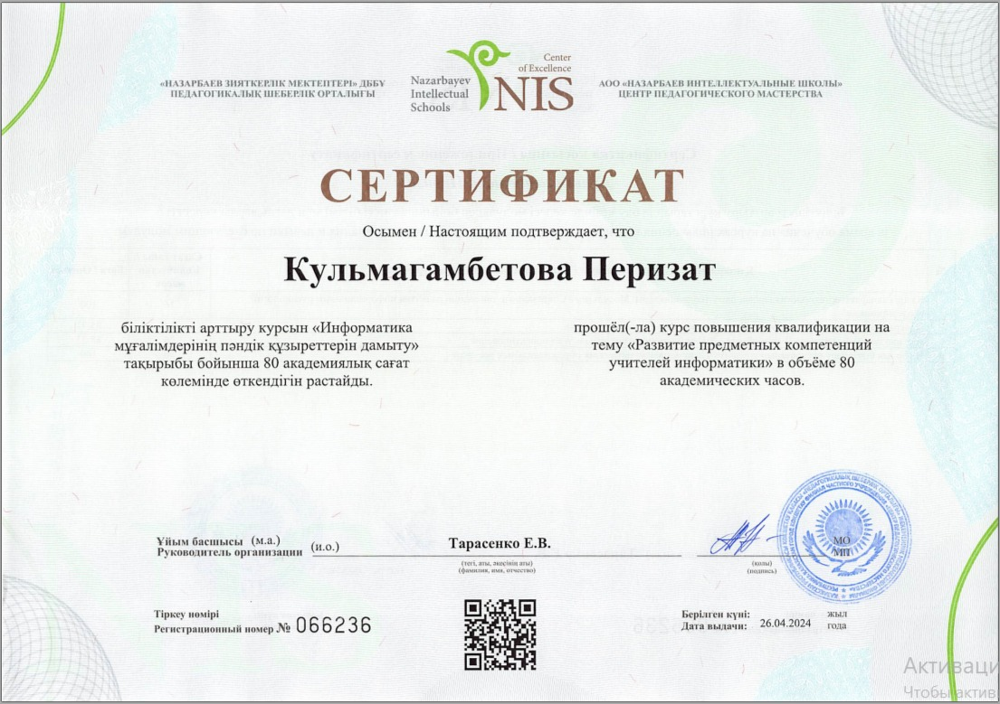 «НАЗАРБАЕВ ЗИЯТКЕРЛІК МЕКТЕПТЕРІ» ДББҰ
ПЕДАГОГИКАЛЫҚ ШЕБЕРЛІК ОРТАЛЫҒЫ
Nazarbayev
Intellectual
Schools
Center
of Excellence
NIS
АОО «НАЗАРБАЕВ ИНТЕЛЛЕКТУАЛЬНЫЕ ШКОЛЫ»
ЦЕНТР ПЕДАГОГИЧЕСКОГО МАСТЕРСТВА
СЕРТИФИКАТ
Осымен / Настоящим подтверждает, что
Кульмагамбетова Перизат
біліктілікті арттыру курсын «Информатика
мұғалімдерінің пәндік құзыреттерін дамыту»
тақырыбы бойынша 80 академиялық сағат
көлемінде өткендігін растайды.
прошёл(-ла) курс повышения квалификации на
тему «Развитие предметных компетенций
учителей информатики» в объёме 80
академических часов.
Ұйым басшысы (м.а.)
Руководитель организации (и.о.)
Тарасенко Е.В.
(тегі, аты, әкесінің аты)
(фамилия, имя, отчество)
(қолы)
(подпись)
МО
МП
Тіркеу нөмірі
Регистрационный номер № 066236
Берілген күні:
Дата выдачи:
26.04.2024
жыл
года
Активаци
Чтобы актив